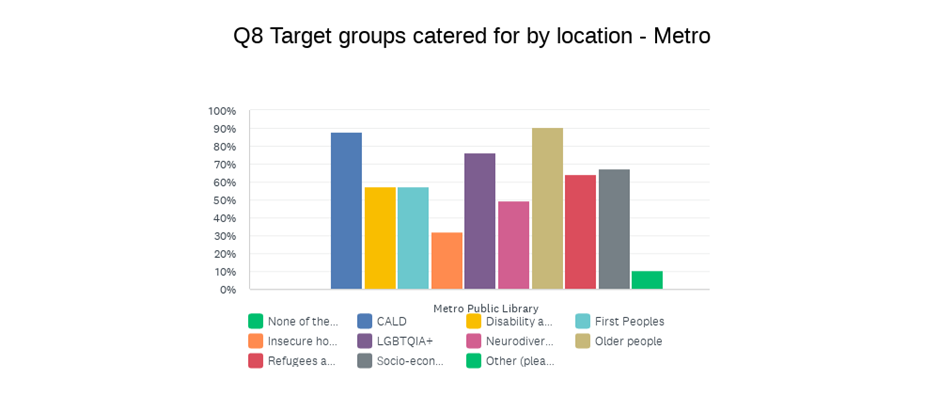 Q8 Target groups catered for by location - Metro
100%
90%
80%
70%
60%
50%
40%
30%
20%
10%
0%
Metro Public Library
None of the... CALD Disability a... First Peoples
Insecure ho... LGBTQIA+ Neurodiver... Older people
Refugees a... Socio-econ... Other (plea...